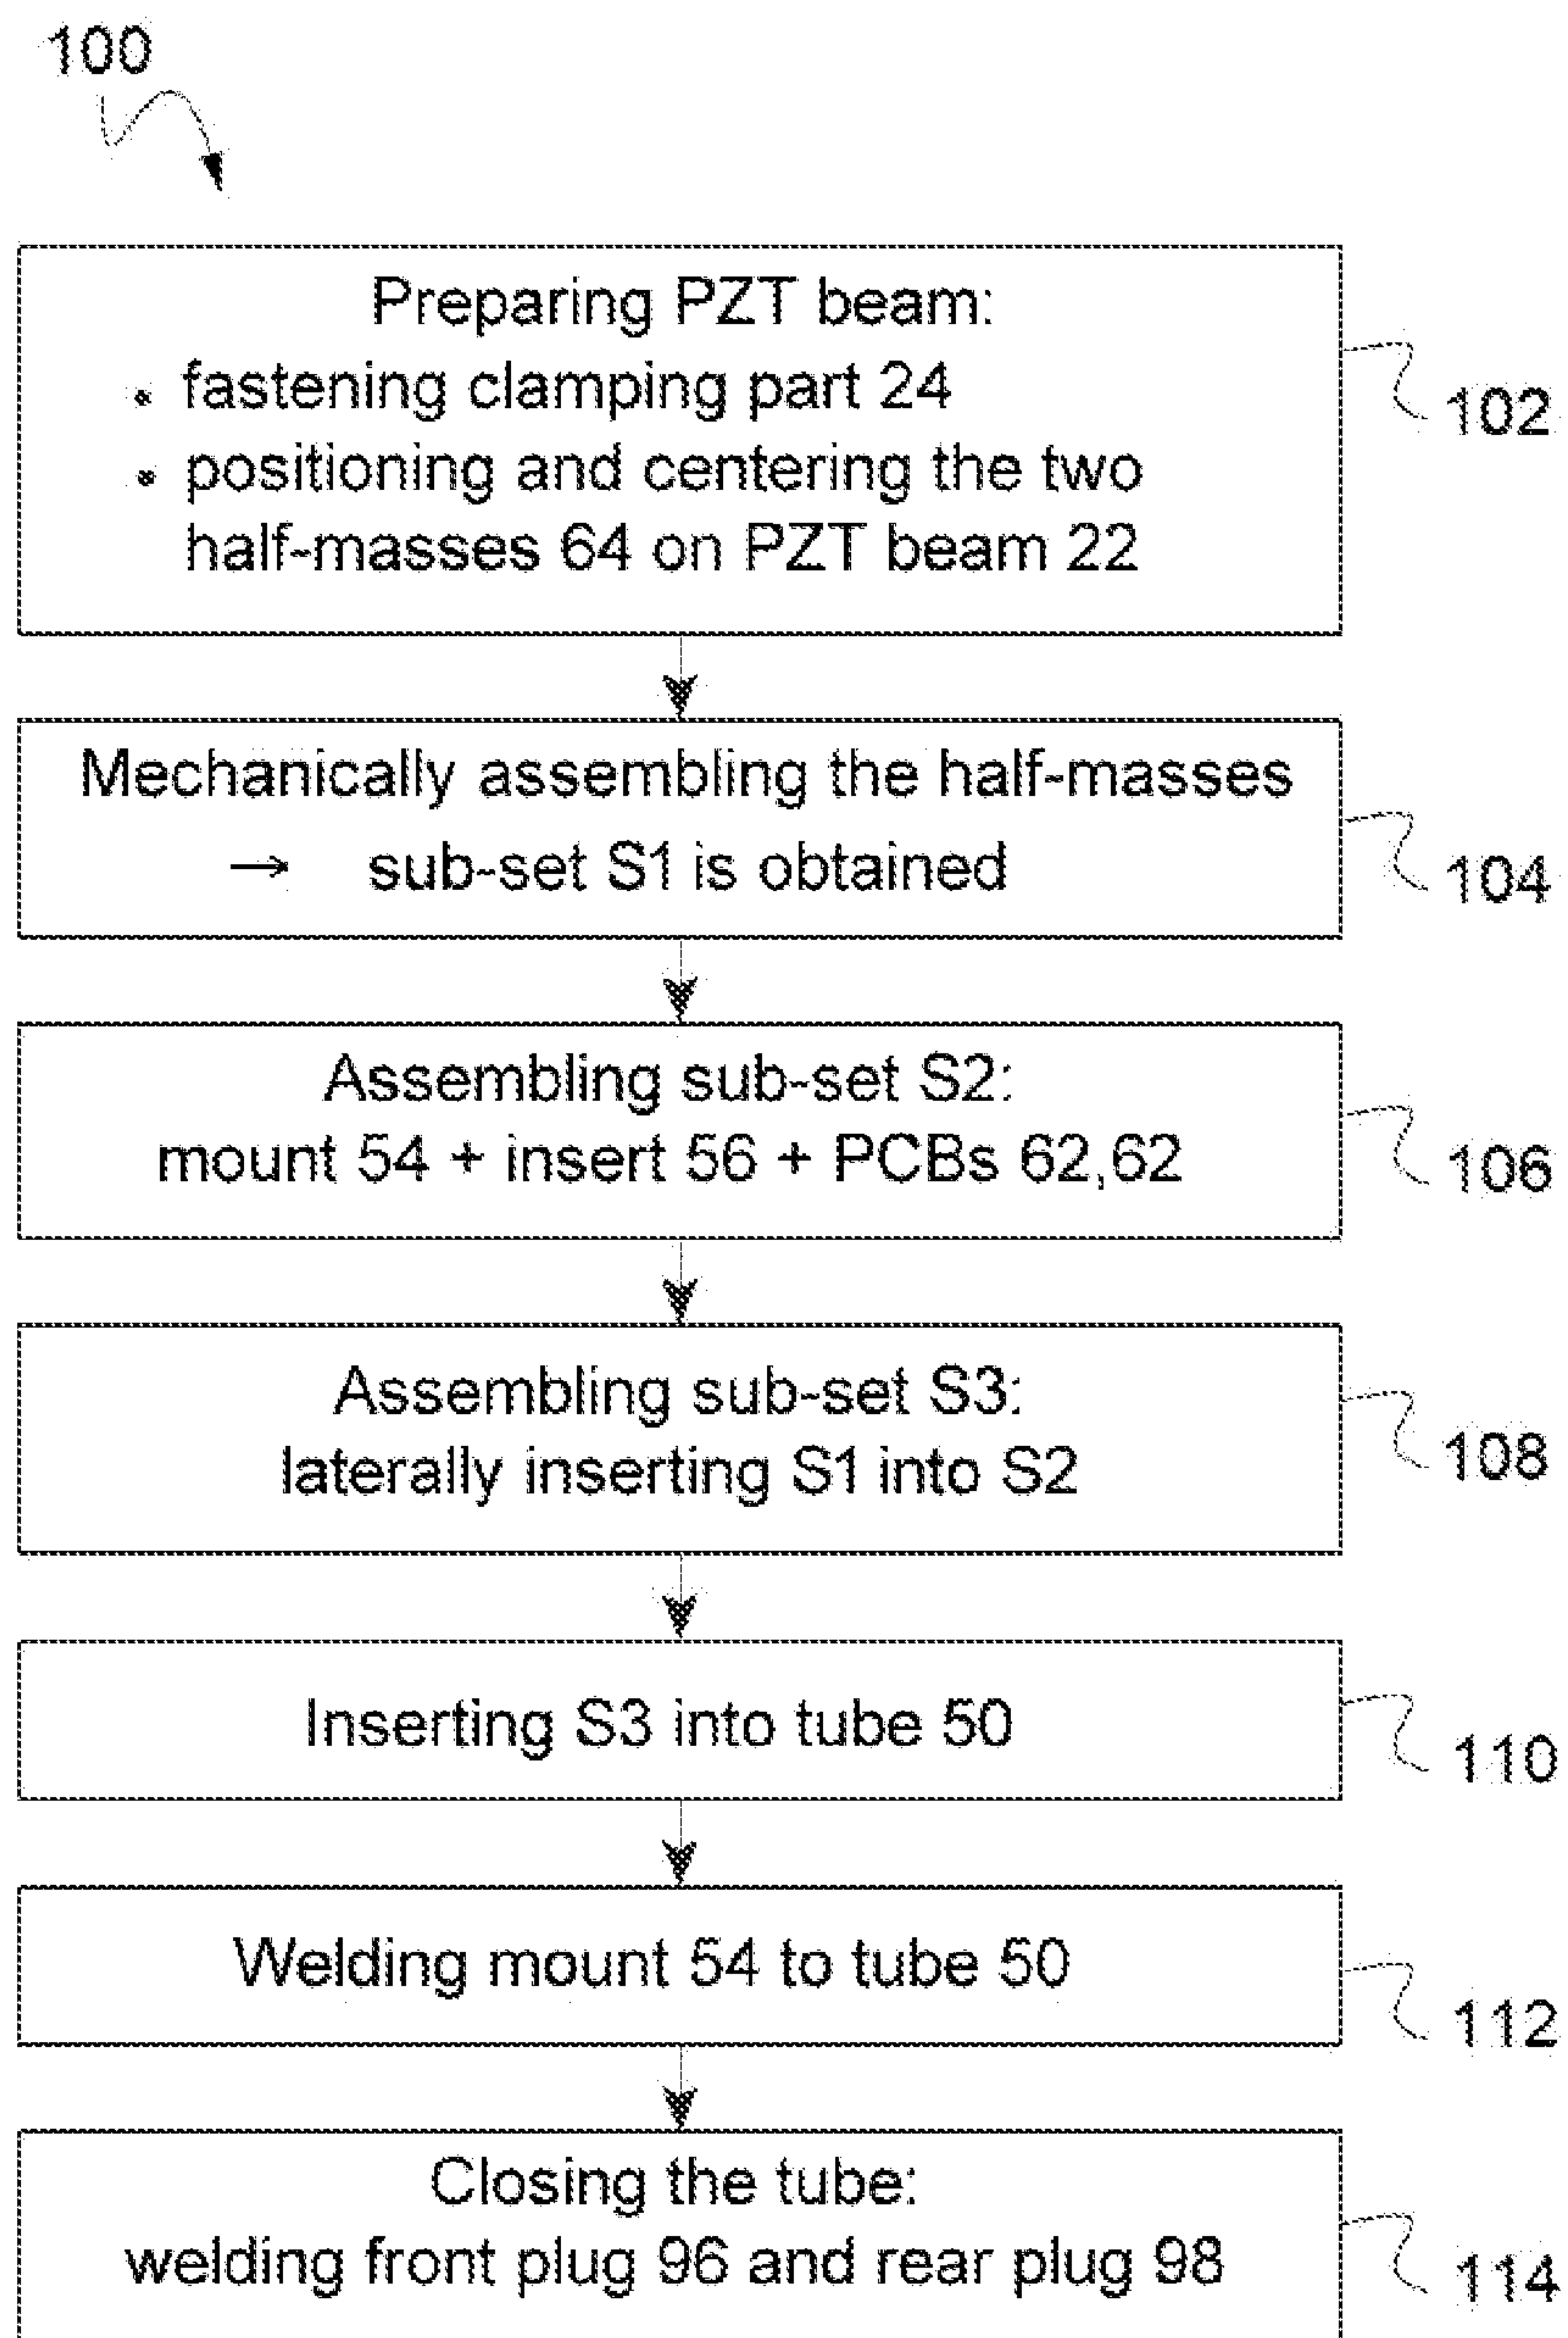 100
Preparing PZT beam:
• fastening clamping part 24
• positioning and centering the two
half-masses 64 on PZT beam 22
102
Mechanically assembling the half-masses
→ sub-set S1 is obtained
104
Assembling sub-set S2:
mount 54 + insert 56 + PCBs 62,62
106
Assembling sub-set S3:
laterally inserting S1 into S2
108
Inserting S3 into tube 50
110
Welding mount 54 to tube 50
112
Closing the tube:
welding front plug 96 and rear plug 98
114